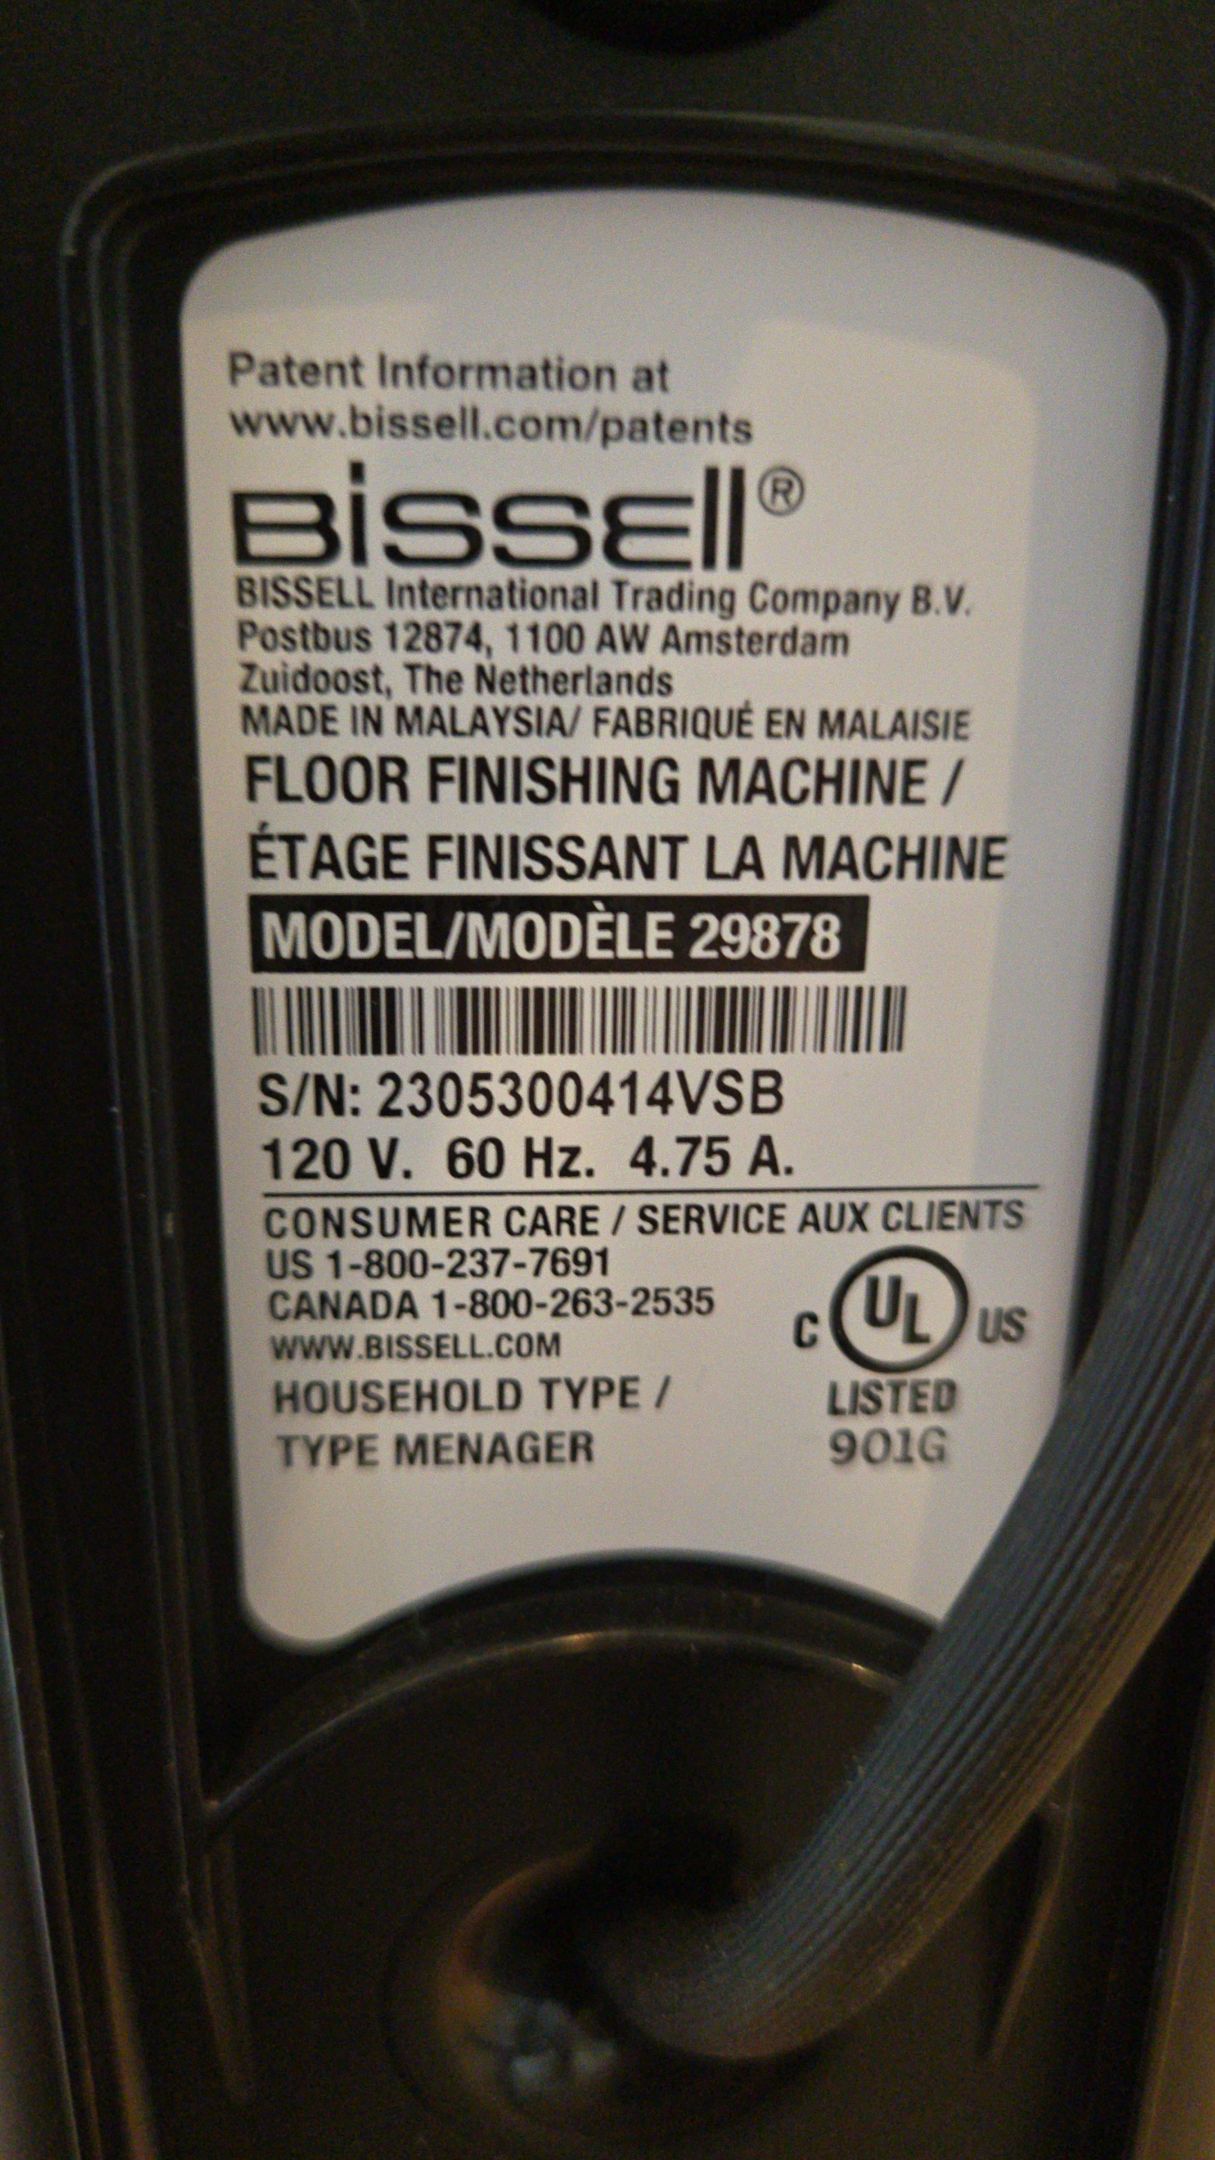 Patent Information at
www.bissell.com/patents
BISSELL®
BISSELL International Trading Company B.V.
Postbus 12874, 1100 AW Amsterdam
Zuidoost, The Netherlands
MADE IN MALAYSIA/ FABRIQUÉ EN MALAISIE
FLOOR FINISHING MACHINE /
ÉTAGE FINISSANT LA MACHINE
MODEL/MODÈLE 29878
S/N: 2305300414VSB
120 V. 60 Hz. 4.75 A.
CONSUMER CARE / SERVICE AUX CLIENTS
US 1-800-237-7691
CANADA 1-800-263-2535
WWW.BISSELL.COM
HOUSEHOLD TYPE /
TYPE MENAGER
C UL US
LISTED
901G